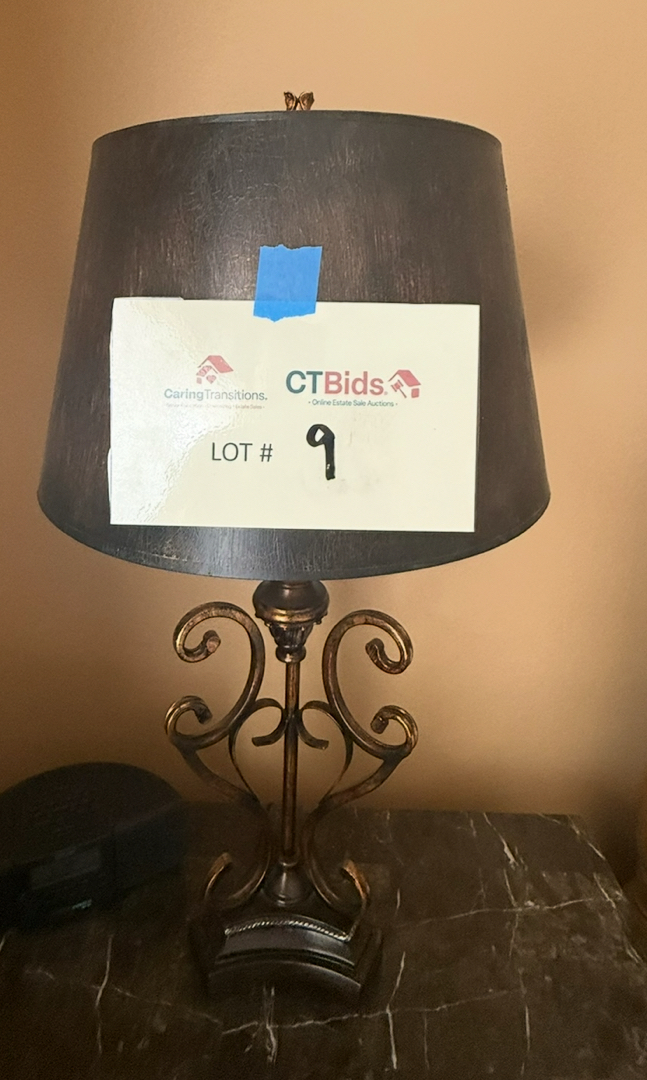 CaringTransitions.
CTBids
- Online Estate Sale Auctions -
LOT # 9